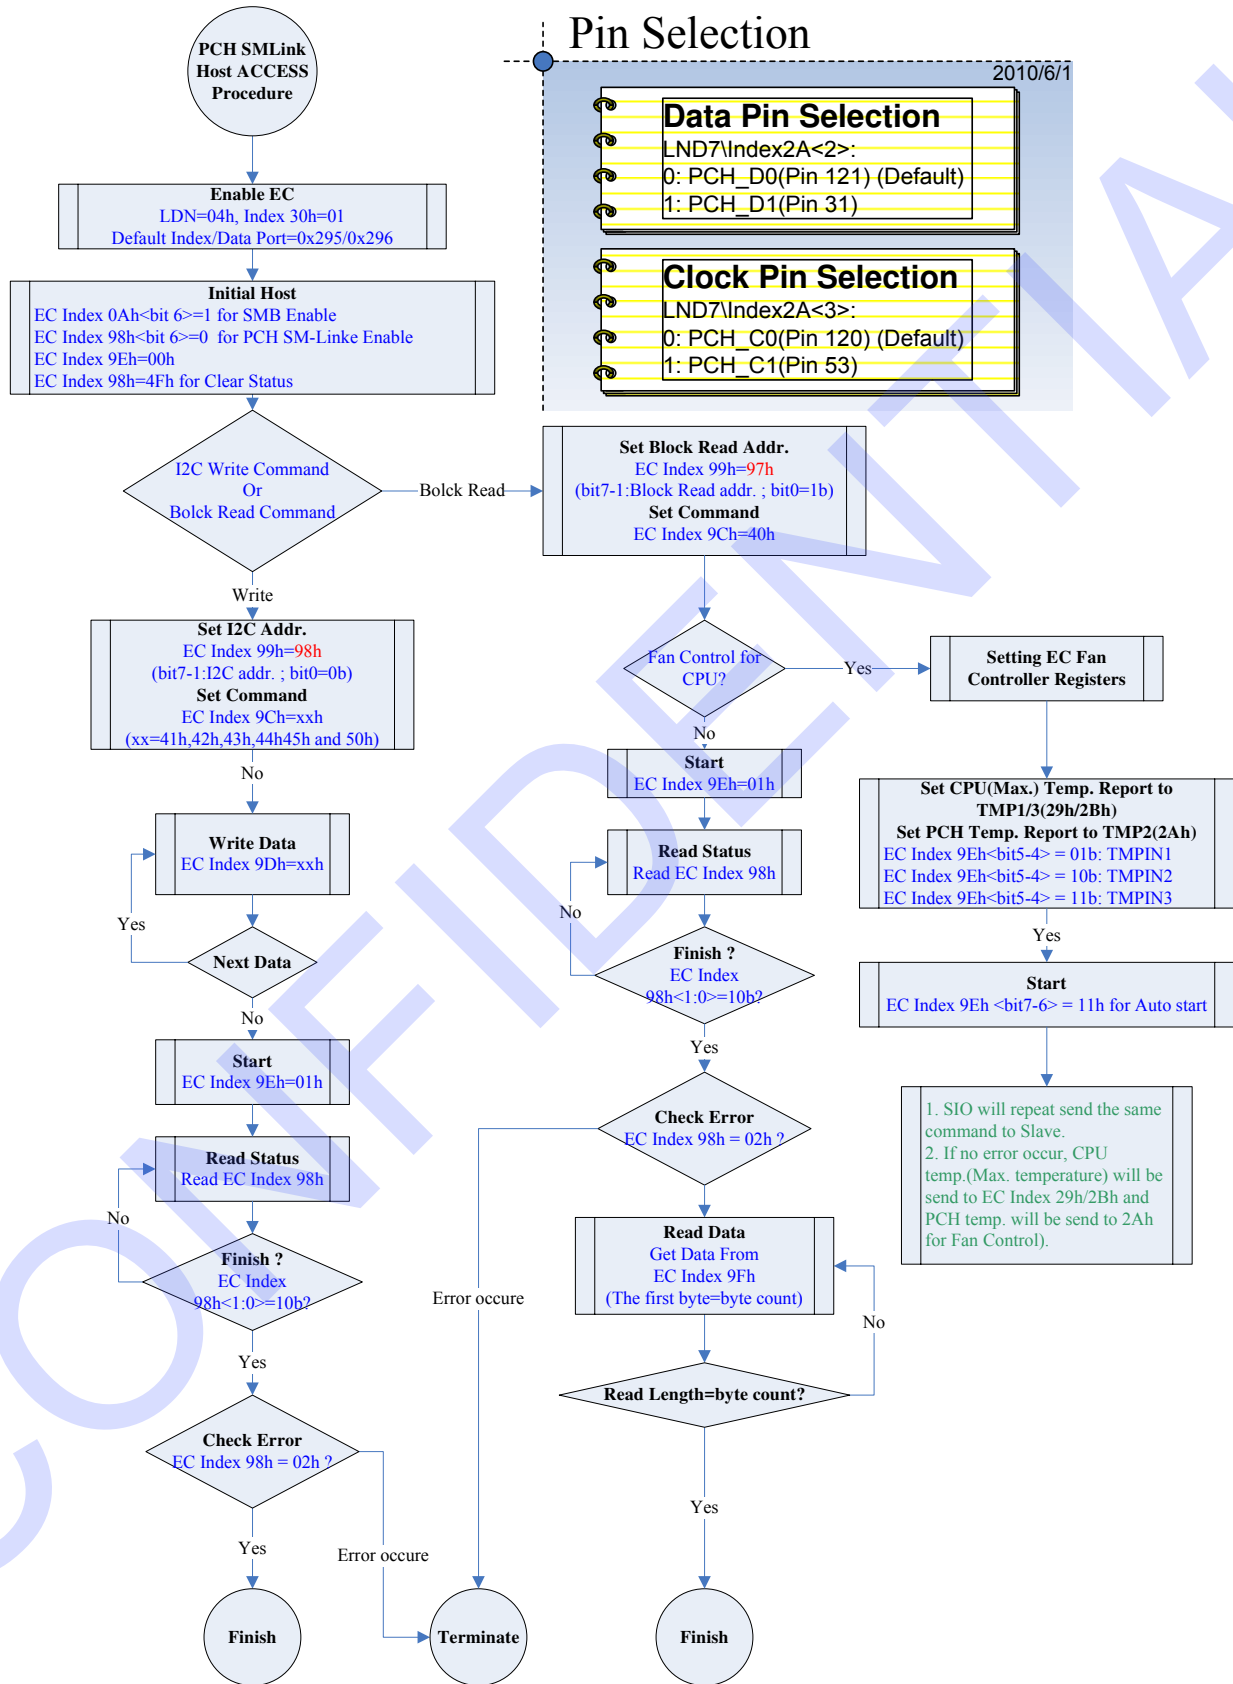 PCH SMLink
Host ACCESS
Procedure
Pin Selection
2010/6/1
Data Pin Selection
LND7\Index2A<2>:
0: PCH_D0(Pin 121) (Default)
1: PCH_D1(Pin 31)
Clock Pin Selection
LND7\Index2A<3>:
0: PCH_C0(Pin 120) (Default)
1: PCH_C1(Pin 53)
Enable EC
LDN=04h, Index 30h=01
Default Index/Data Port=0x295/0x296
Initial Host
EC Index 0Ah<bit 6>=1 for SMB Enable
EC Index 98h<bit 6>=0  for PCH SM-Linke Enable
EC Index 9Eh=00h
EC Index 98h=4Fh for Clear Status
I2C Write Command
Or
Bolck Read Command
Bolck Read
Write
Set Block Read Addr.
EC Index 99h=97h
(bit7-1:Block Read addr. ; bit0=1b)
Set Command
EC Index 9Ch=40h
Set I2C Addr.
EC Index 99h=98h
(bit7-1:I2C addr. ; bit0=0b)
Set Command
EC Index 9Ch=xxh
(xx=41h,42h,43h,44h45h and 50h)
No
Write Data
EC Index 9Dh=xxh
Yes
Next Data
No
Start
EC Index 9Eh=01h
Read Status
Read EC Index 98h
No
Finish ?
EC Index
98h<1:0>=10b?
Yes
Check Error
EC Index 98h = 02h ?
Yes
Error occure
Finish
Terminate
Fan Control for
CPU?
Yes
No
Start
EC Index 9Eh=01h
Read Status
Read EC Index 98h
No
Finish ?
EC Index
98h<1:0>=10b?
Yes
Check Error
EC Index 98h = 02h ?
Error occure
Read Data
Get Data From
EC Index 9Fh
(The first byte=byte count)
No
Read Length=byte count?
Yes
Finish
Setting EC Fan
Controller Registers
Set CPU(Max.) Temp. Report to
TMP1/3(29h/2Bh)
Set PCH Temp. Report to TMP2(2Ah)
EC Index 9Eh<bit5-4> = 01b: TMPIN1
EC Index 9Eh<bit5-4> = 10b: TMPIN2
EC Index 9Eh<bit5-4> = 11b: TMPIN3
Yes
Start
EC Index 9Eh <bit7-6> = 11h for Auto start
1. SIO will repeat send the same
command to Slave.
2. If no error occur, CPU
temp.(Max. temperature) will be
send to EC Index 29h/2Bh and
PCH temp. will be send to 2Ah
for Fan Control).
CONFIDENTIAL